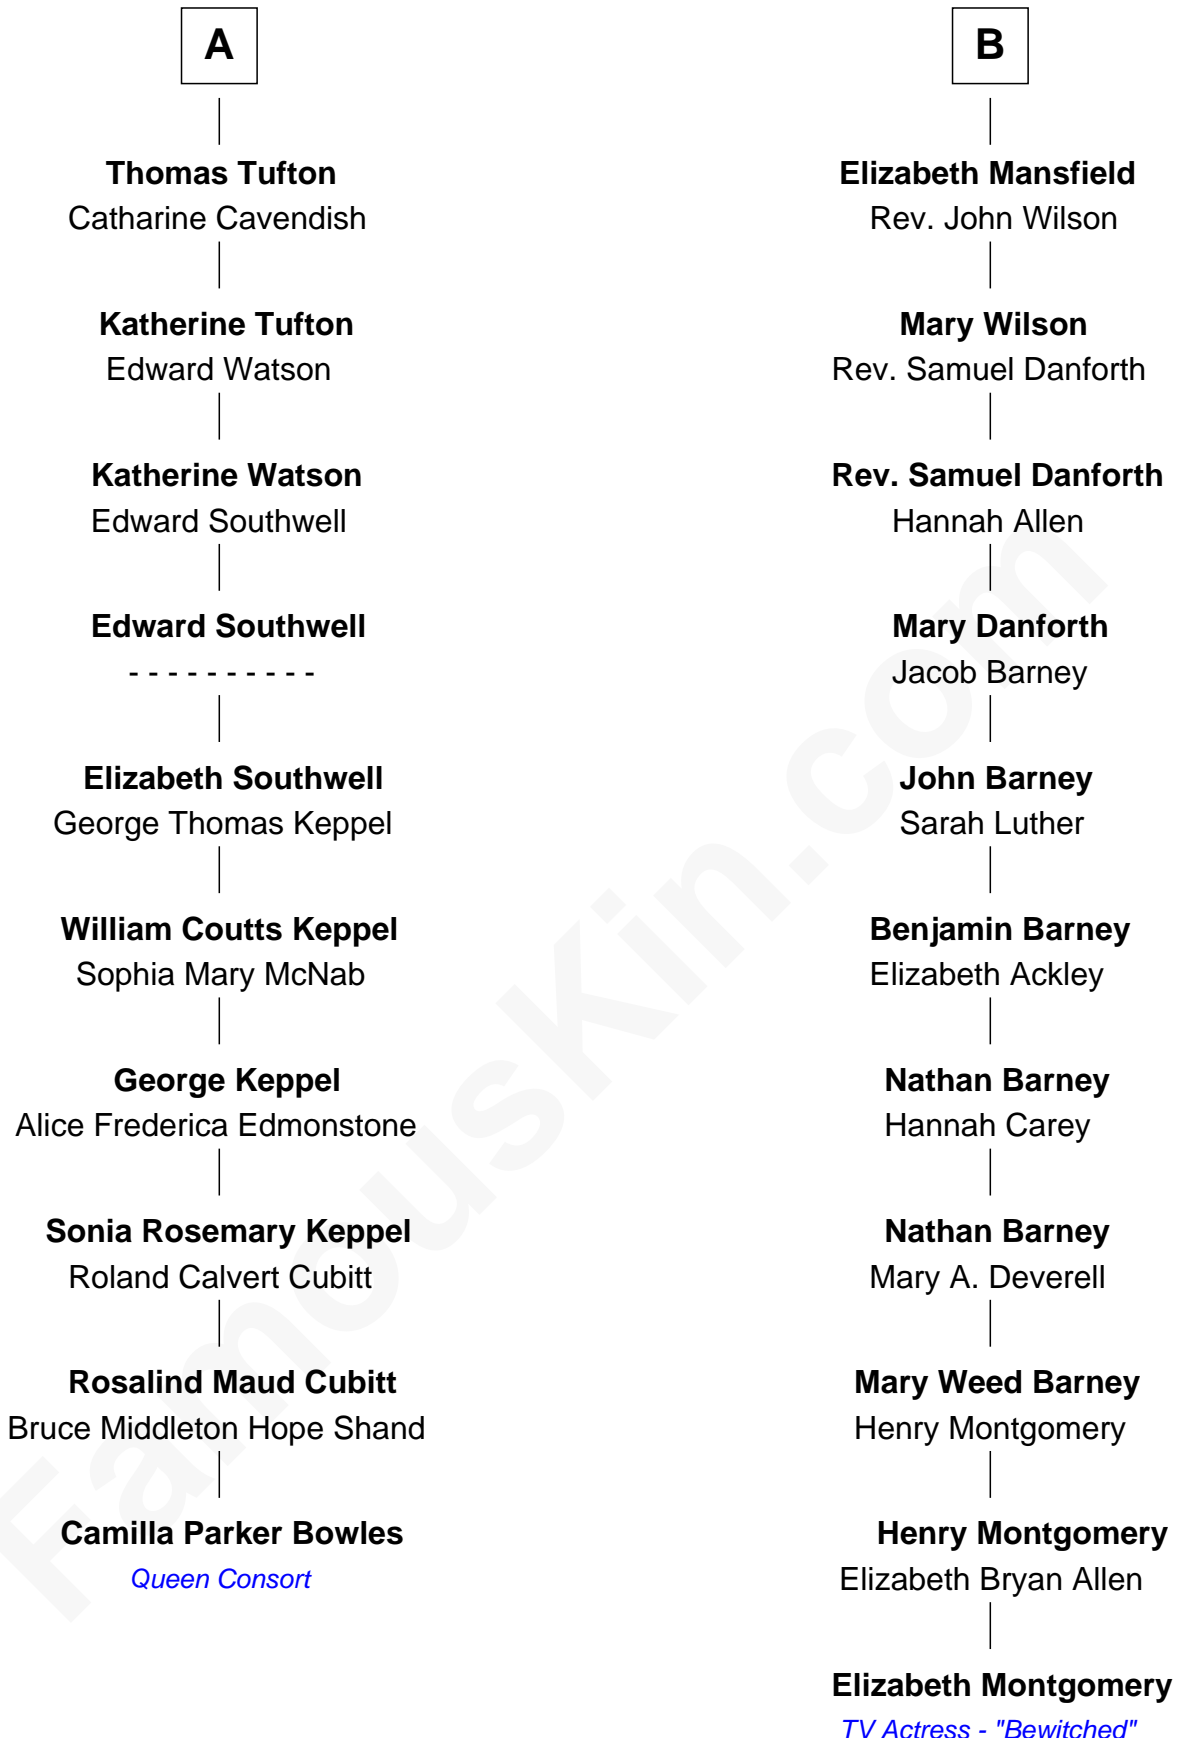 A
Thomas Tufton
Catharine Cavendish
Katherine Tufton
Edward Watson
Katherine Watson
Edward Southwell
Edward Southwell
- - - - - - - - - -
Elizabeth Southwell
George Thomas Keppel
William Coutts Keppel
Sophia Mary McNab
George Keppel
Alice Frederica Edmonstone
Sonia Rosemary Keppel
Roland Calvert Cubitt
Rosalind Maud Cubitt
Bruce Middleton Hope Shand
Camilla Parker Bowles
Queen Consort
B
Elizabeth Mansfield
Rev. John Wilson
Mary Wilson
Rev. Samuel Danforth
Rev. Samuel Danforth
Hannah Allen
Mary Danforth
Jacob Barney
John Barney
Sarah Luther
Benjamin Barney
Elizabeth Ackley
Nathan Barney
Hannah Carey
Nathan Barney
Mary A. Deverell
Mary Weed Barney
Henry Montgomery
Henry Montgomery
Elizabeth Bryan Allen
Elizabeth Montgomery
TV Actress - "Bewitched"
FamousKin.com